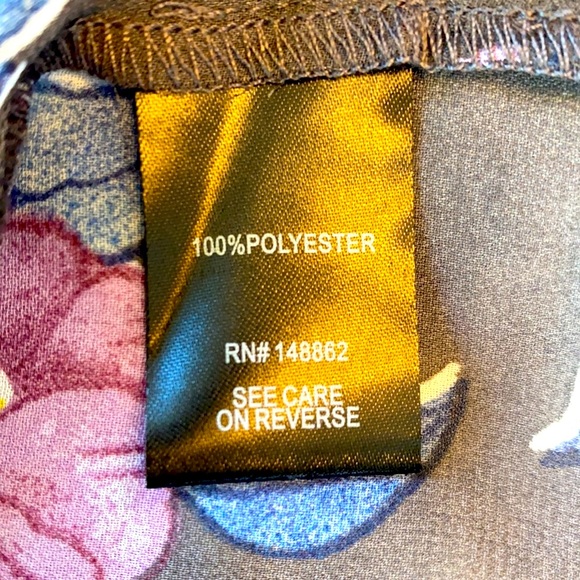 100%POLYESTER
RN# 148862
SEE CARE
ON REVERSE